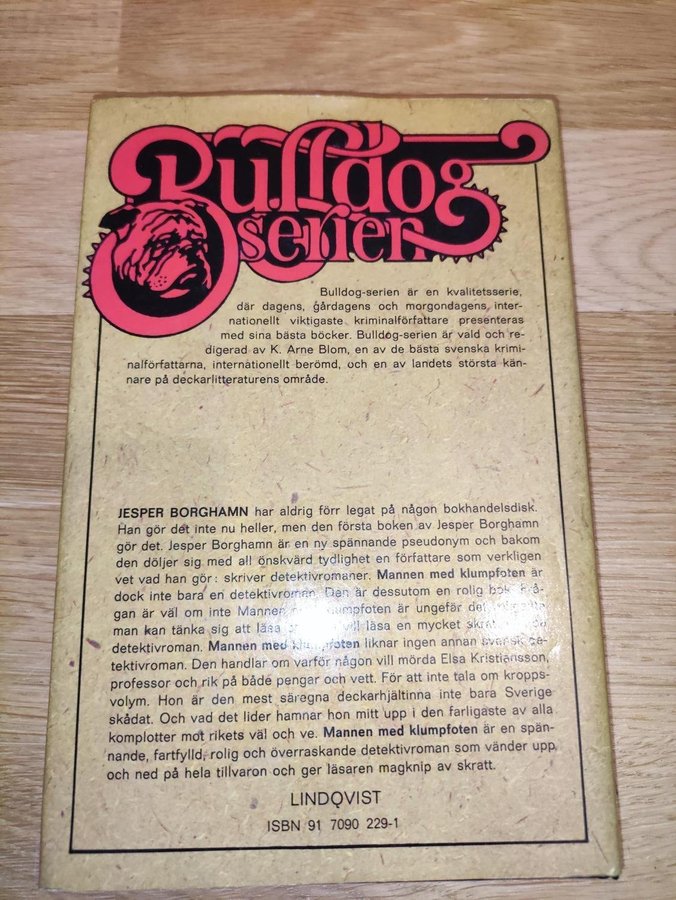 Bulldog
serien
Bulldog-serien är en kvalitetsserie,
där dagens, gårdagens och morgondagens, inter-
nationellt viktigaste kriminalförfattare presenteras
med sina bästa böcker. Bulldog-serien är vald och re-
digerad av K. Arne Blom, en av de bästa svenska krimi-
nalförfattarna, internationellt berömd, och en av landets största kän-
nare på deckarlitteraturens område.
JESPER BORGHAMN har aldrig förr legat på någon bokhandelsdisk.
Han gör det inte nu heller, men den första boken av Jesper Borghamn
gör det. Jesper Borghamn är en ny spännande pseudonym och bakom
den döljer sig med all önskvärd tydlighet en författare som verkligen
vet vad han gör: skriver detektivromaner. Mannen med klumpfoten är
dock inte bara en detektivroman. Den är dessutom en rolig bok. Frå-
gan är väl om inte Mannen med klumpfoten är ungefär det
man kan tänka sig att läsa vill läsa en mycket
detektivroman. Mannen med klumpfoten liknar ingen annan svensk de-
tektivroman. Den handlar om varför någon vill mörda Elsa Kristiansson,
professor och rik på både pengar och vett. För att inte tala om kropps-
volym. Hon är den mest säregna deckarhjältinna inte bara Sverige
skådat. Och vad det lider hamnar hon mitt upp i den farligaste av alla
komplotter mot rikets väl och ve. Mannen med klumpfoten är en spän-
nande, fartfylld, rolig och överraskande detektivroman som vänder upp
och ned på hela tillvaron och ger läsaren magknip av skratt.
LINDQVIST
ISBN 91 7090 229-1